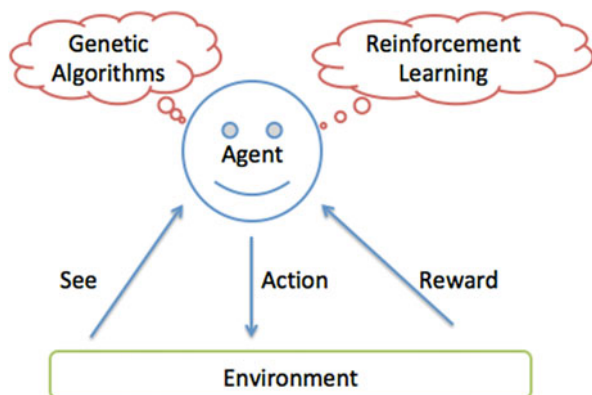 Genetic
Algorithms
Reinforcement
Learning
Agent
See
Action
Reward
Environment